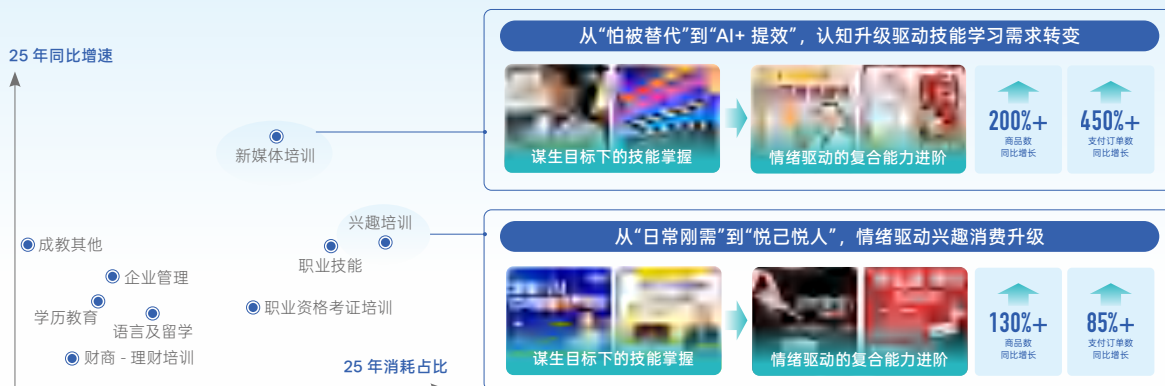 25 年同比增速
新媒体培训
兴趣培训
成教其他
职业技能
企业管理
学历教育
职业资格考证培训
语言及留学
财商 - 理财培训
25 年消耗占比
从“怕被替代”到“AI+ 提效”，认知升级驱动技能学习需求转变
谋生目标下的技能掌握
情绪驱动的复合能力进阶
200%+
商品数
同比增长
450%+
支付订单数
同比增长
从“日常刚需”到“悦己悦人”，情绪驱动兴趣消费升级
谋生目标下的技能掌握
情绪驱动的复合能力进阶
130%+
商品数
同比增长
85%+
支付订单数
同比增长